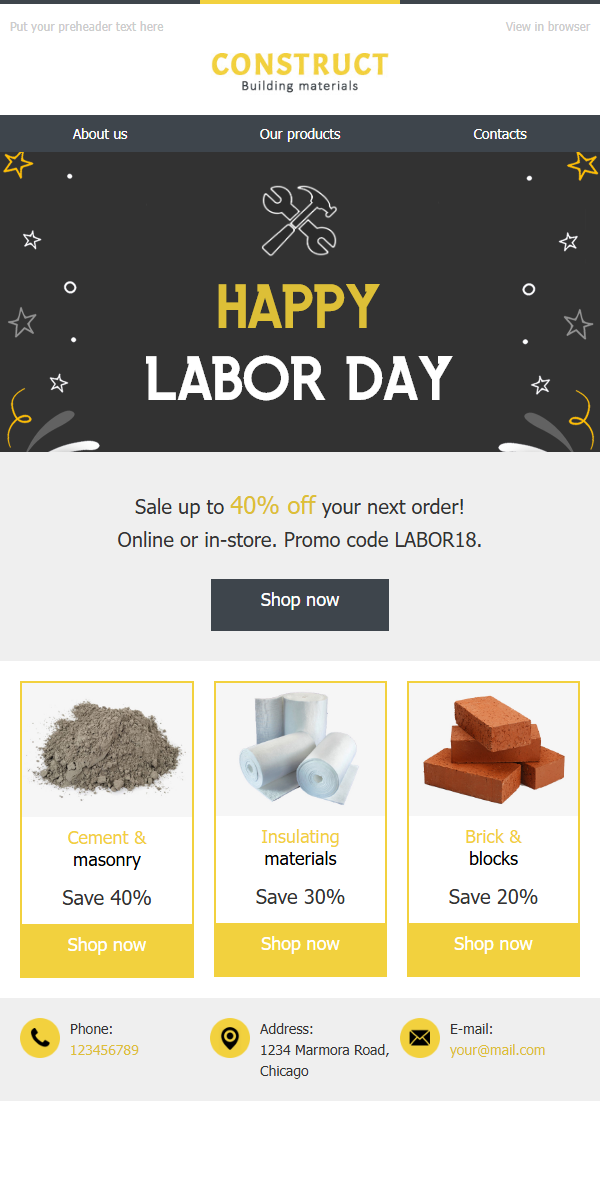 Put your preheader text here
View in browser
CONSTRUCT
Building materials
About us
Our products
Contacts
HAPPY
LABOR DAY
Sale up to 40% off your next order!
Online or in-store. Promo code LABOR18.
Shop now
Cement &
masonry
Save 40%
Shop now
Insulating
materials
Save 30%
Shop now
Brick &
blocks
Save 20%
Shop now
Phone:
123456789
Address:
1234 Marmora Road,
Chicago
E-mail:
your@mail.com